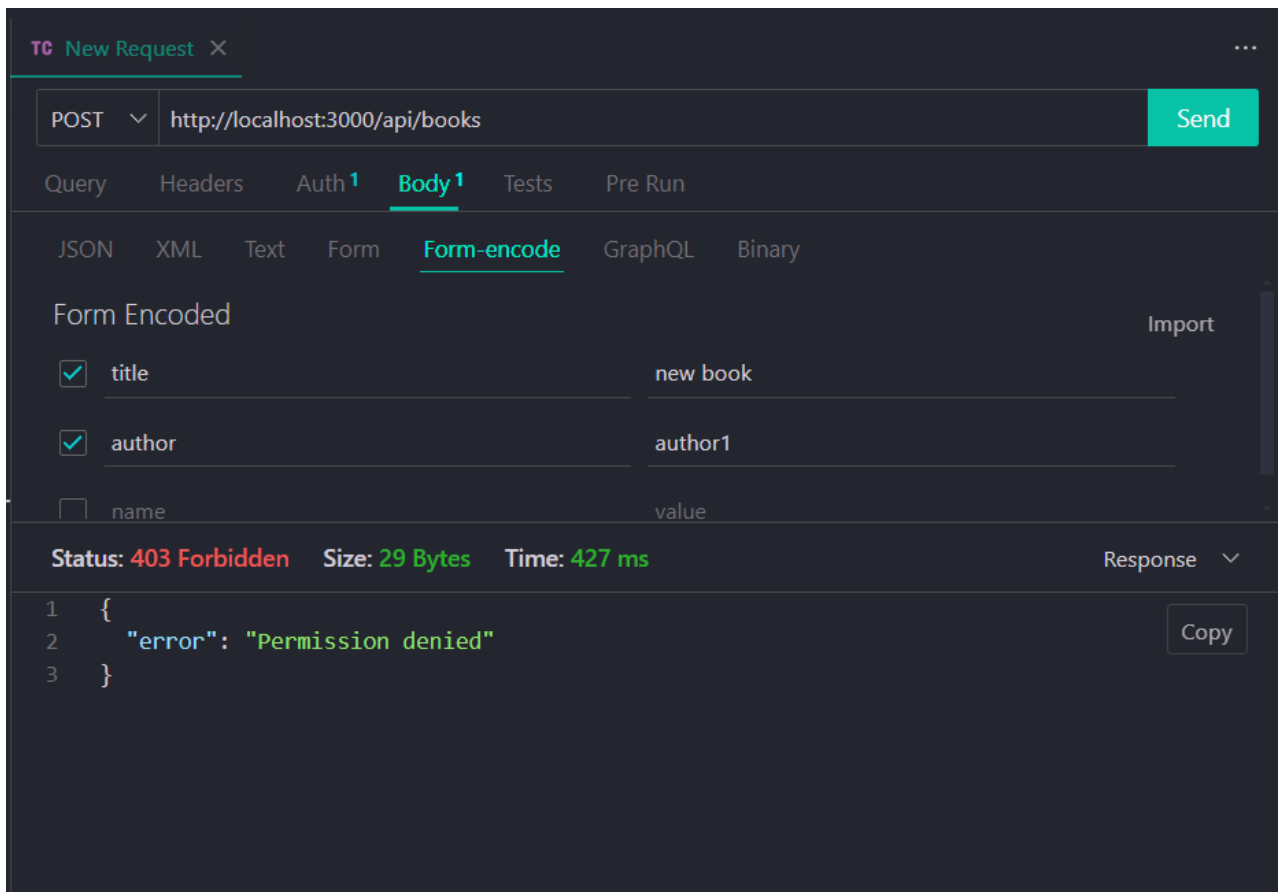 TC New Request ×
POST http://localhost:3000/api/books Send
Query Headers Auth 1 Body 1 Tests Pre Run
JSON XML Text Form Form-encode GraphQL Binary
Form Encoded
Import
title new book
author author1
name value
Status: 403 Forbidden Size: 29 Bytes Time: 427 ms Response
1 {
2 "error": "Permission denied"
3 }
Copy